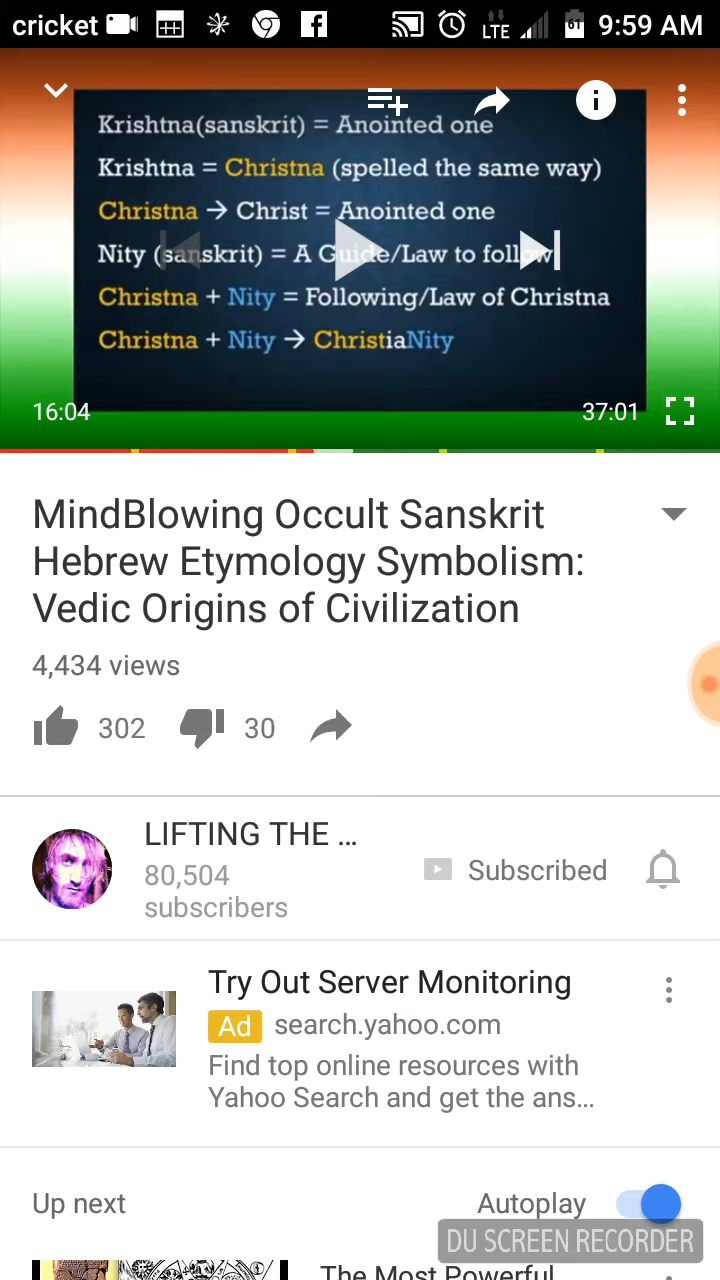 cricket 61 LTE 9:59 AM
Krishtna(sanskrit) = Anointed one
Krishtna = Christna (spelled the same way)
Christna → Christ = Anointed one
Nity (sanskrit) = A Guide/Law to follow
Christna + Nity = Following/Law of Christna
Christna + Nity → ChristiaNity
16:04 37:01
MindBlowing Occult Sanskrit
Hebrew Etymology Symbolism:
Vedic Origins of Civilization
4,434 views
302 30
LIFTING THE ...
80,504
subscribers
Subscribed
Try Out Server Monitoring
Ad search.yahoo.com
Find top online resources with
Yahoo Search and get the ans...
Up next Autoplay
DU SCREEN RECORDER
The Most Powerful